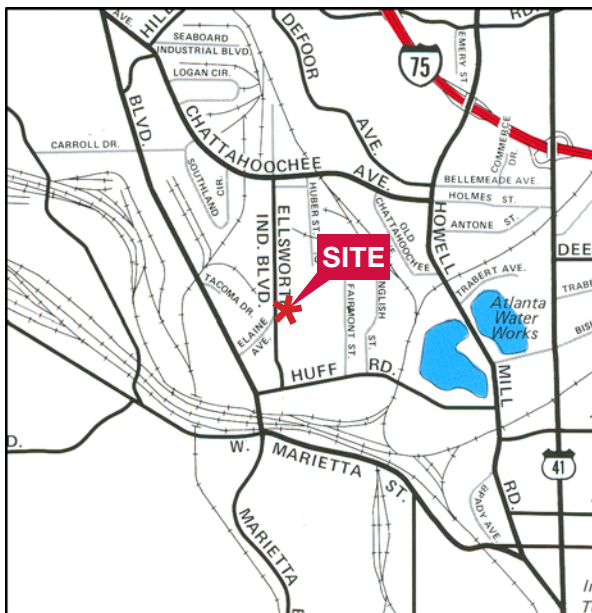 AVE.
HIL
SEABOARD
INDUSTRIAL BLVD.
LOGAN CIR.
DEFOOR
AVE.
EMERY ST.
RD.
75
COMMERCE
DR.
BLVD.
CARROLL DR.
CHATTAHOOCHEE
AVE.
SOUTHLAND
CIR.
BELLEMEADE AVE.
HOLMES ST.
ANTONE ST.
HUBER ST.
OLD
CHATTAHOOCHEE
HOWELL
MILL
RD.
ELLSWORTH
IND. BLVD.
SITE
DEE
TRABERT AVE.
TRABE
Atlanta
Water
Works
BIS
TACOMA DR.
ELAINE
AVE.
FAIRMONT ST.
NGLISH
ST.
HUFF RD.
D.
W. MARIETTA ST.
41
BRADY AVE.
MARIETTA
In
T